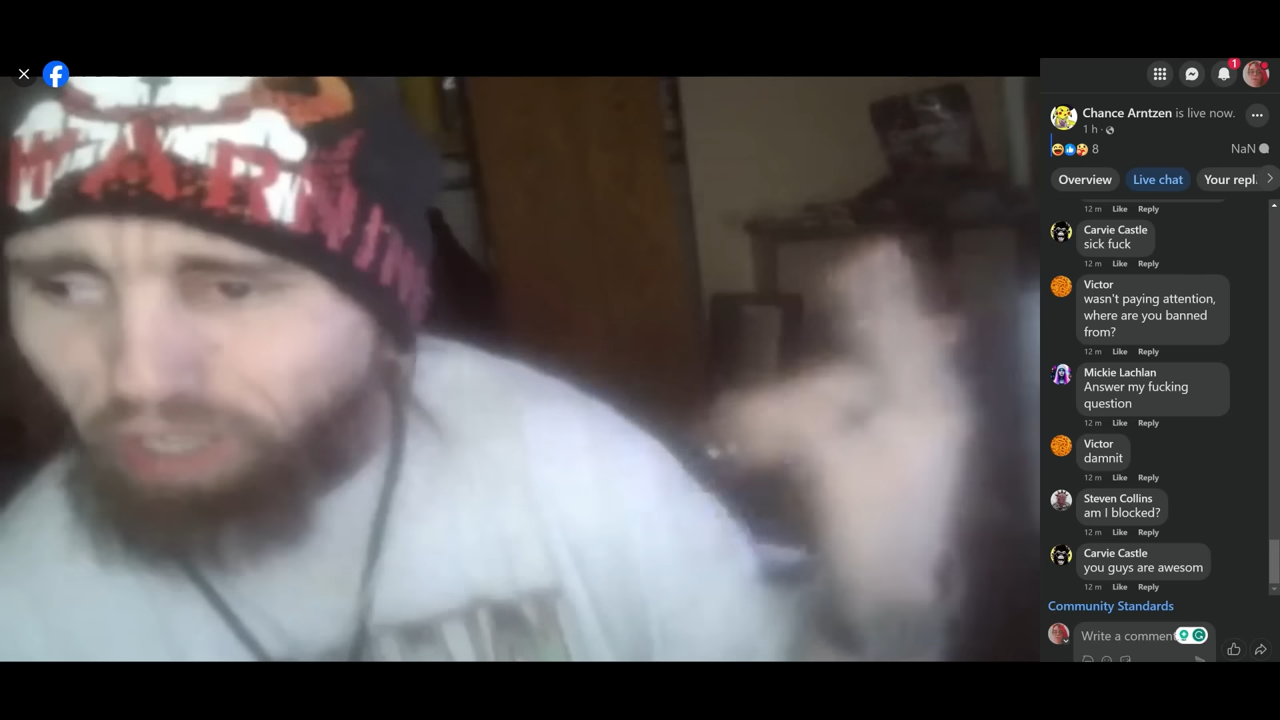 WARNIN
1
Chance Arntzen is live now.
1 h ·
8
NaN
Overview
Live chat
Your repl
12 m Like Reply
Carvie Castle
sick fuck
12 m Like Reply
Victor
wasn't paying attention,
where are you banned
from?
12 m Like Reply
Mickie Lachlan
Answer my fucking
question
12 m Like Reply
Victor
damnit
12 m Like Reply
Steven Collins
am I blocked?
12 m Like Reply
Carvie Castle
you guys are awesom
12 m Like Reply
Community Standards
Write a comment